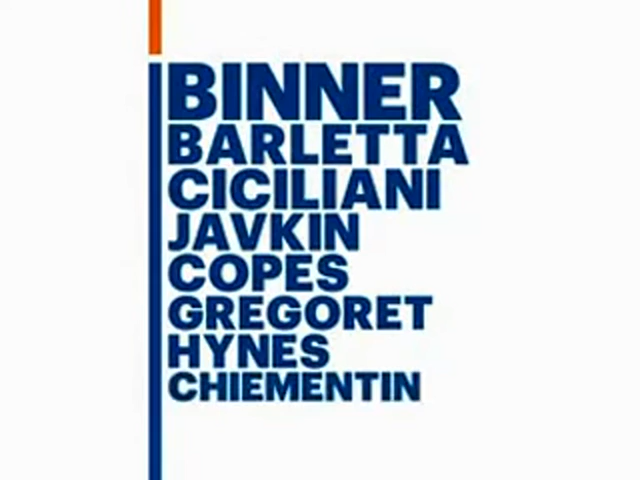 BINNER
BARLETTA
CICILIANI
JAVKIN
COPES
GREGORET
HYNES
CHIEMENTIN